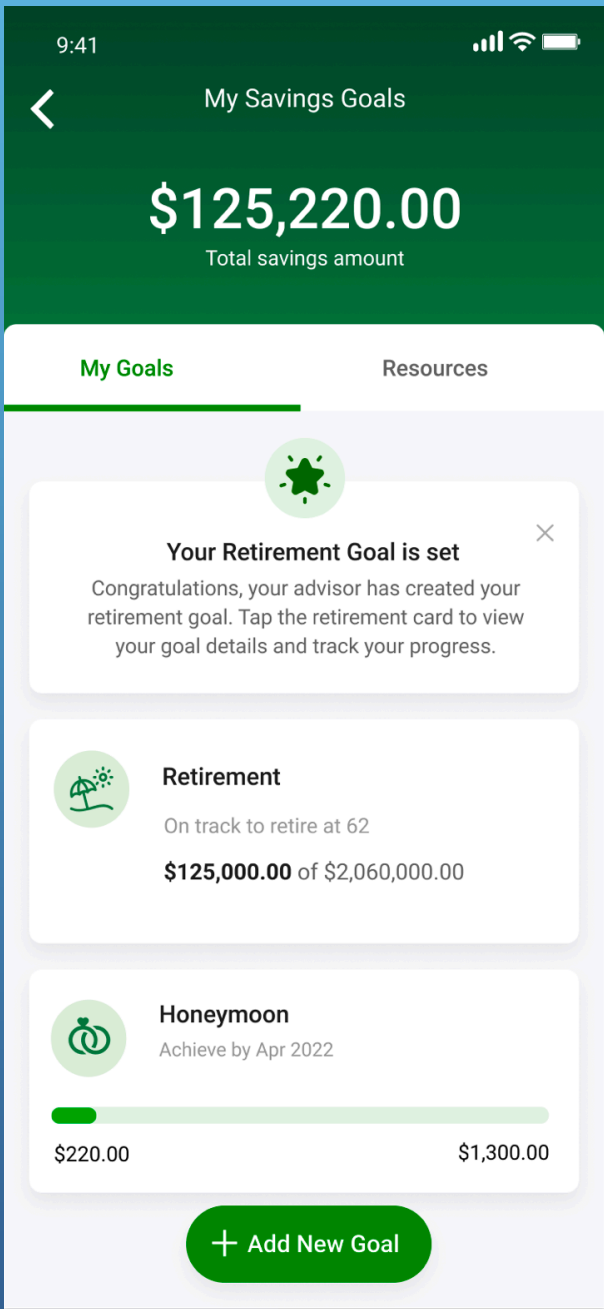 9:41
My Savings Goals
$125,220.00
Total savings amount
My Goals
Resources
Your Retirement Goal is set
Congratulations, your advisor has created your
retirement goal. Tap the retirement card to view
your goal details and track your progress.
Retirement
On track to retire at 62
$125,000.00 of $2,060,000.00
Honeymoon
Achieve by Apr 2022
$220.00
$1,300.00
Add New Goal